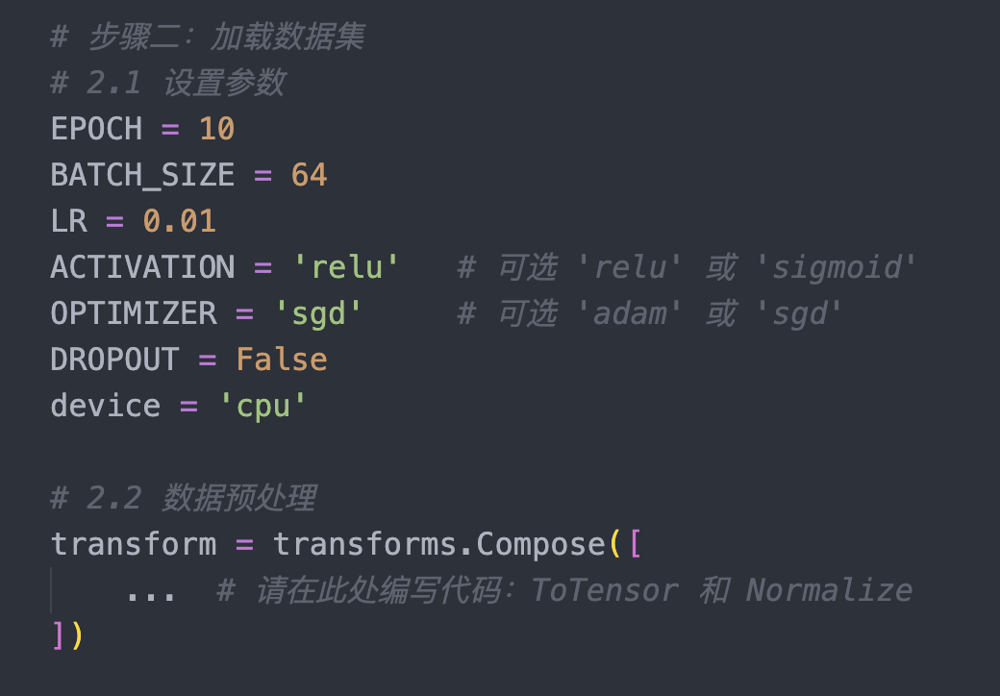 # 步骤二：加载数据集
# 2.1 设置参数
EPOCH = 10
BATCH_SIZE = 64
LR = 0.01
ACTIVATION = 'relu'   # 可选 'relu' 或 'sigmoid'
OPTIMIZER = 'sgd'     # 可选 'adam' 或 'sgd'
DROPOUT = False
device = 'cpu'
# 2.2 数据预处理
transform = transforms.Compose([
    ...  # 请在此处编写代码：ToTensor 和 Normalize
])